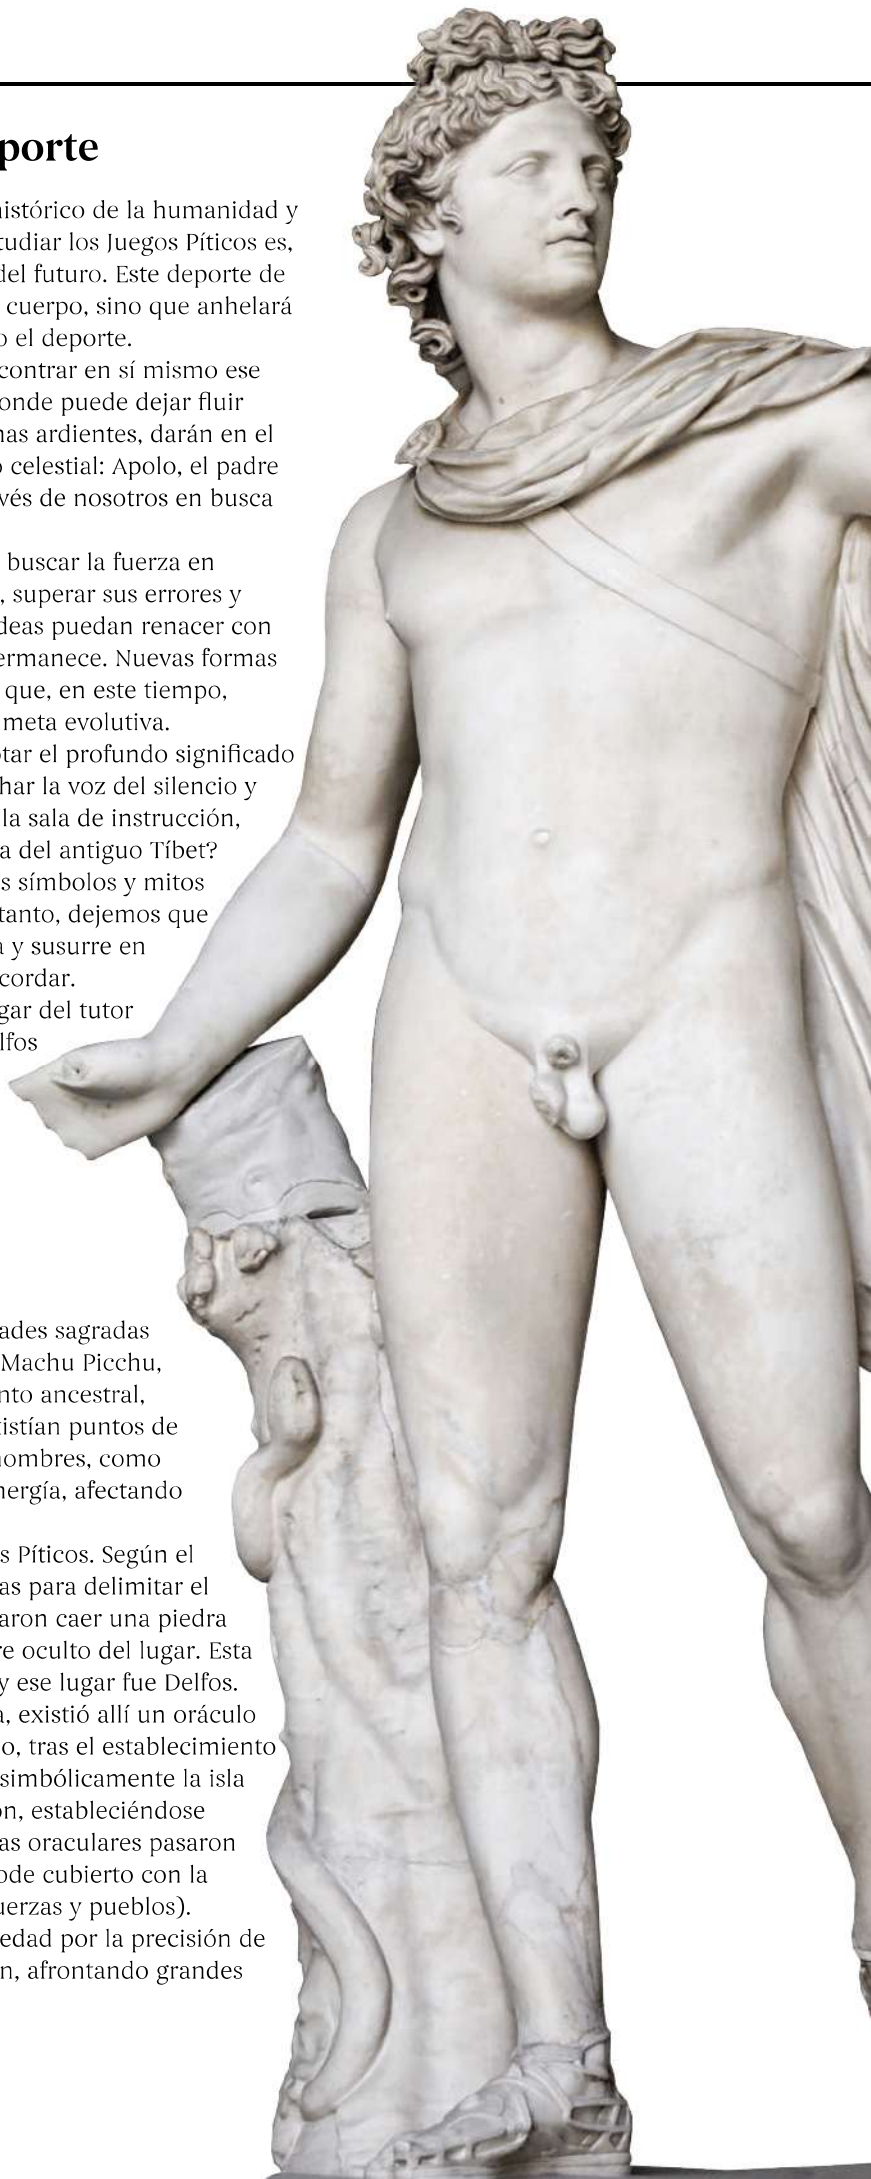 porte
histórico de la humanidad y
tudiar los Juegos Píticos es,
del futuro. Este deporte de
cuerpo, sino que anhelará
o el deporte.
contrar en sí mismo ese
onde puede dejar fluir
nas ardientes, darán en el
o celestial: Apolo, el padre
vés de nosotros en busca
buscar la fuerza en
, superar sus errores y
deas puedan renacer con
ermanece. Nuevas formas
que, en este tiempo,
meta evolutiva.
otar el profundo significado
har la voz del silencio y
la sala de instrucción,
a del antiguo Tíbet?
s símbolos y mitos
tanto, dejemos que
a y susurre en
cordar.
gar del tutor
lfos
ades sagradas
Machu Picchu,
nto ancestral,
xistían puntos de
nombres, como
nergía, afectando
s Píticos. Según el
as para delimitar el
jaron caer una piedra
re oculto del lugar. Esta
y ese lugar fue Delfos.
a, existió allí un oráculo
o, tras el establecimiento
simbólicamente la isla
ón, estableciéndose
as oraculares pasaron
ode cubierto con la
uerzas y pueblos).
edad por la precisión de
n, afrontando grandes